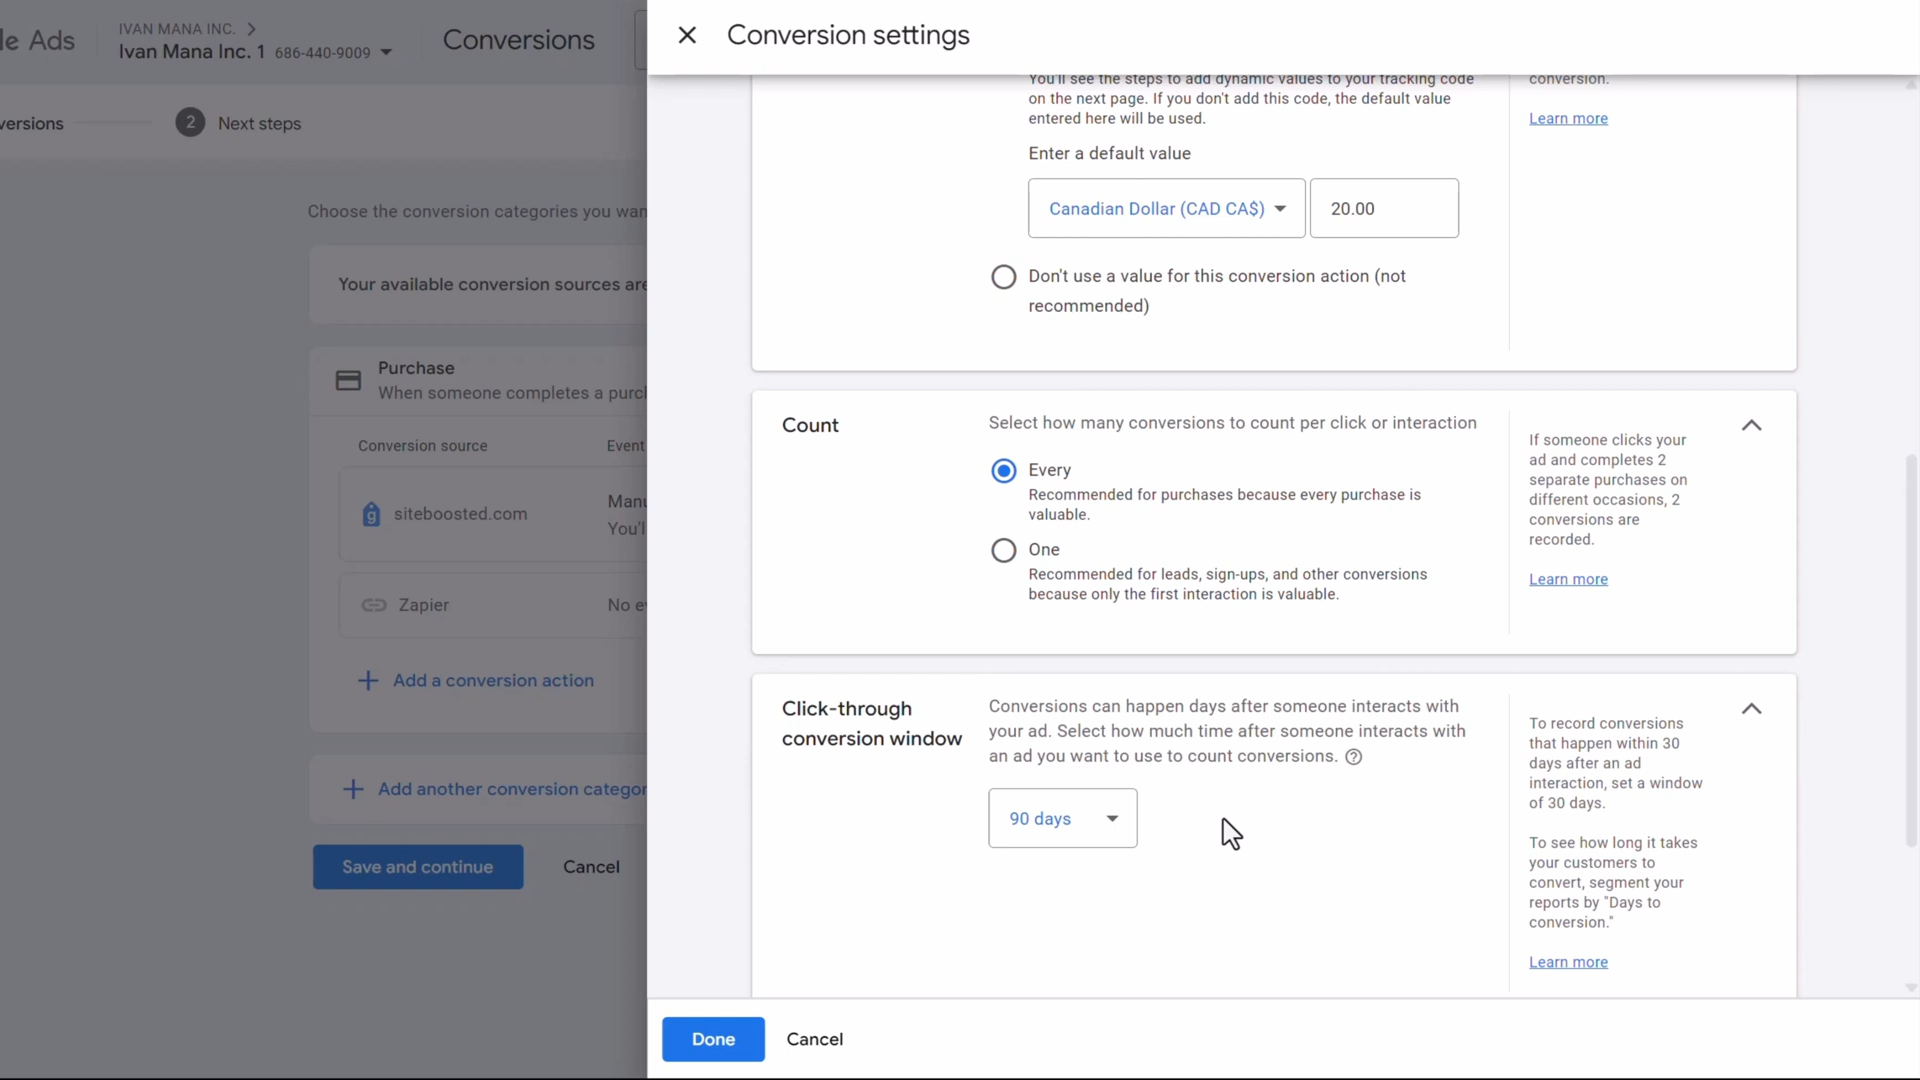 le Ads
IVAN MANA INC.
Ivan Mana Inc. 1 686-440-9009
Conversions
Conversion settings
versions
2 Next steps
Choose the conversion categories you wan
Your available conversion sources are
Purchase
When someone completes a purch
Conversion source Event
siteboosted.com
Manu
You'l
Zapier No ev
Add a conversion action
Add another conversion categor
Save and continue Cancel
You'll see the steps to add dynamic values to your tracking code
on the next page. If you don't add this code, the default value
entered here will be used.
Enter a default value
Canadian Dollar (CAD CA$) 20.00
Don't use a value for this conversion action (not
recommended)
conversion.
Learn more
Count
Select how many conversions to count per click or interaction
Every
Recommended for purchases because every purchase is
valuable.
One
Recommended for leads, sign-ups, and other conversions
because only the first interaction is valuable.
If someone clicks your
ad and completes 2
separate purchases on
different occasions, 2
conversions are
recorded.
Learn more
Click-through
conversion window
Conversions can happen days after someone interacts with
your ad. Select how much time after someone interacts with
an ad you want to use to count conversions.
90 days
To record conversions
that happen within 30
days after an ad
interaction, set a window
of 30 days.
To see how long it takes
your customers to
convert, segment your
reports by "Days to
conversion."
Learn more
Done Cancel